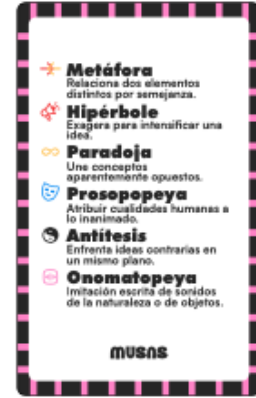 Metáfora
Relaciona dos elementos
distintos por semejanza.
Hipérbole
Exagera para intensificar una
idea.
Paradoja
Une conceptos
aparentemente opuestos.
Prosopopeya
Atribuir cualidades humanas a
lo inanimado.
Antítesis
Enfrenta ideas contrarias en
un mismo plano.
Onomatopeya
Imitación escrita de sonidos
de la naturaleza o de objetos.
musas